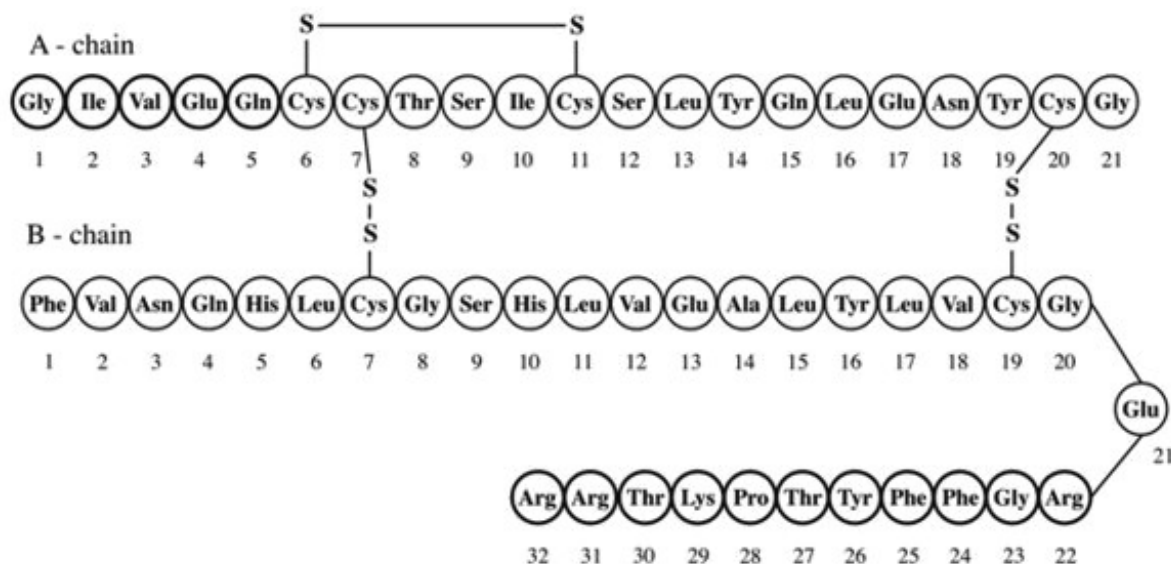 S S
A - chain
Gly Ile Val Glu Gln Cys Cys Thr Ser Ile Cys Ser Leu Tyr Gln Leu Glu Asn Tyr Cys Gly
1 2 3 4 5 6 7 8 9 10 11 12 13 14 15 16 17 18 19 20 21
S S
B - chain
S S
Phe Val Asn Gln His Leu Cys Gly Ser His Leu Val Glu Ala Leu Tyr Leu Val Cys Gly
1 2 3 4 5 6 7 8 9 10 11 12 13 14 15 16 17 18 19 20
Glu
21
Arg Arg Thr Lys Pro Thr Tyr Phe Phe Gly Arg
32 31 30 29 28 27 26 25 24 23 22